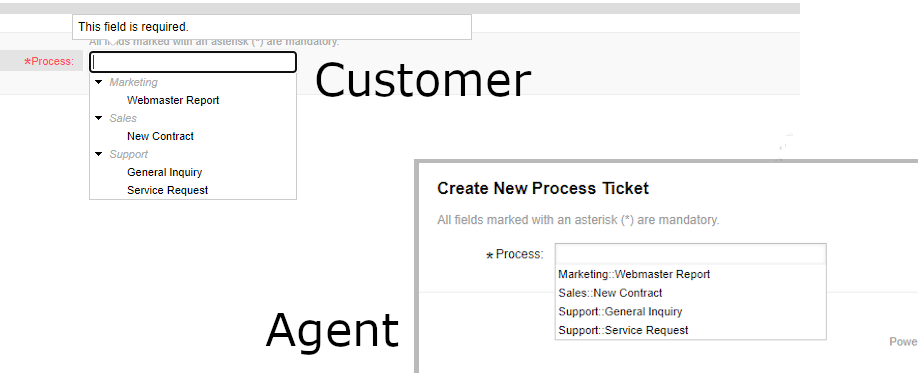 This field is required.
All fields marked with an asterisk (*) are mandatory.
*Process:
Customer
Marketing
Webmaster Report
Sales
New Contract
Support
General Inquiry
Service Request
Create New Process Ticket
All fields marked with an asterisk (*) are mandatory.
*Process:
Marketing::Webmaster Report
Sales::New Contract
Support::General Inquiry
Support::Service Request
Agent
Powe